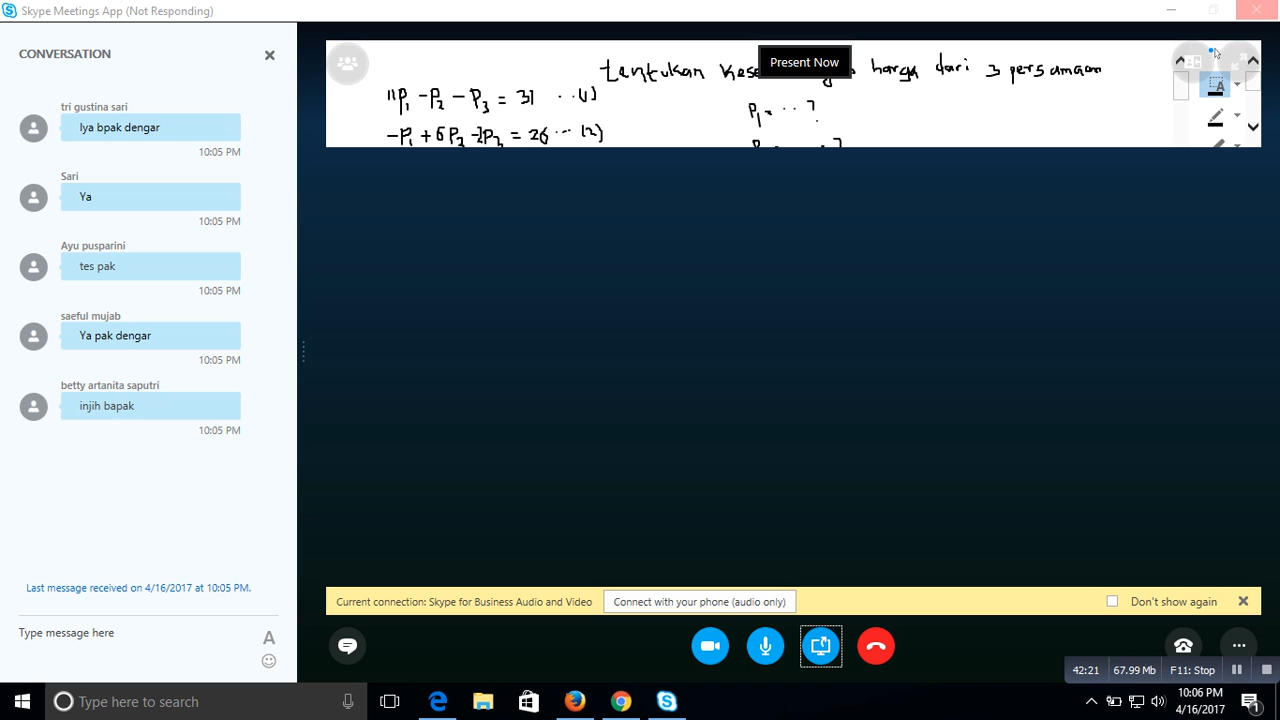 Skype Meetings App (Not Responding)
CONVERSATION
tri gustina sari
Iya bpak dengar
10:05 PM
Sari
Ya
10:05 PM
Ayu pusparini
tes pak
10:05 PM
saeful mujab
Ya pak dengar
10:05 PM
betty artanita saputri
injih bapak
10:05 PM
Last message received on 4/16/2017 at 10:05 PM.
Type message here
A
Present Now
tentukan harga dari 3 persamaan
11P₁ - P₂ - P₃ = 31 ...(1)
P₁ = ... ?
-P₁ + 6P₂ - 2P₃ = 26 ... (2)
A
Current connection: Skype for Business Audio and Video
Connect with your phone (audio only)
Don't show again
42:21
67.99 Mb
F11: Stop
Type here to search
10:06 PM
4/16/2017
1